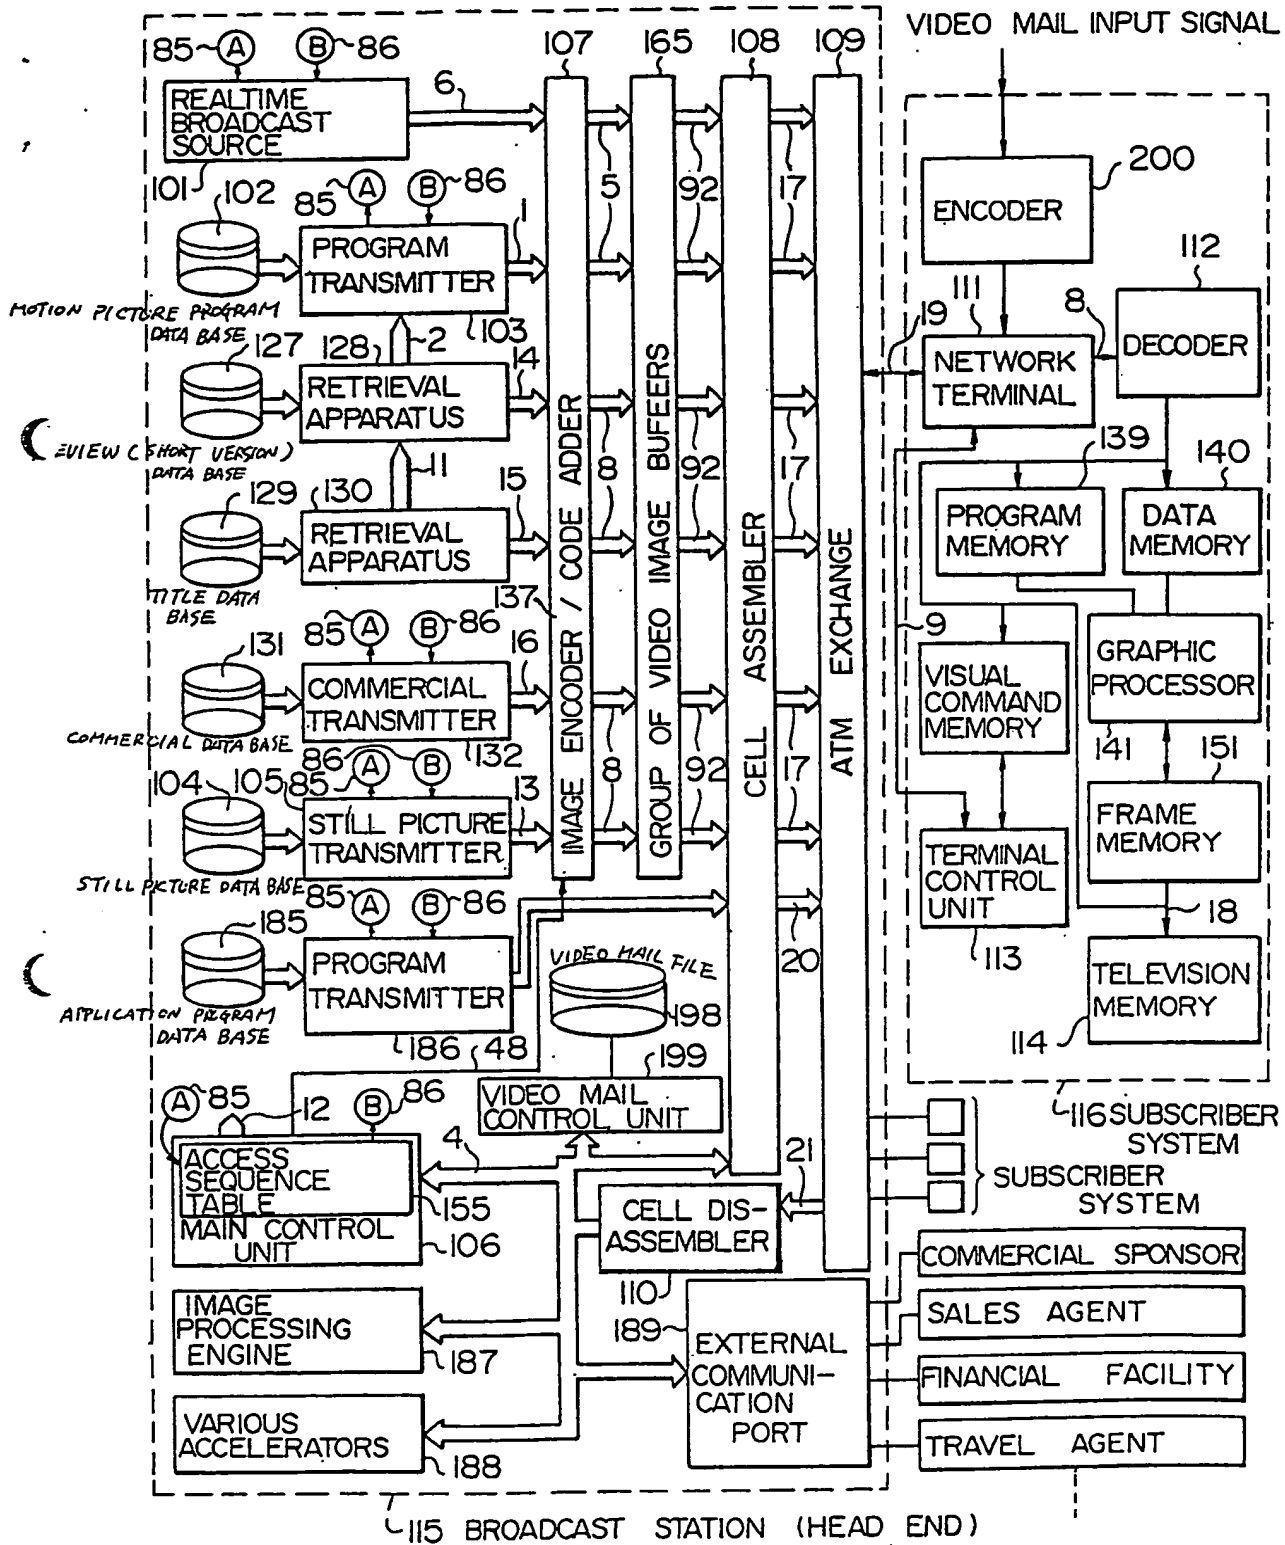 VIDEO MAIL INPUT SIGNAL
107 165 108 109
85 A B 86
REALTIME
BROADCAST
SOURCE
101
6
5 92 17
102
85 A B 86
PROGRAM
TRANSMITTER
1
103
MOTION PICTURE PROGRAM
DATA BASE
2
127
128
RETRIEVAL
APPARATUS
14
8 92 17
EVIEW (SHORT VERSION)
DATA BASE
11
129
130
RETRIEVAL
APPARATUS
15
TITLE DATA
BASE
137
131
85 A B 86
COMMERCIAL
TRANSMITTER
16
132
COMMERCIAL DATA BASE
8 92 17
104
105
85 A B 86
STILL PICTURE
TRANSMITTER
13
STILL PICTURE DATA BASE
185
85 A B 86
PROGRAM
TRANSMITTER
186
48
20
APPLICATION PROGRAM
DATA BASE
IMAGE ENCODER / CODE ADDER
GROUP OF VIDEO IMAGE BUFFERS
CELL ASSEMBLER
ATM EXCHANGE
VIDEO MAIL FILE
198
199
VIDEO MAIL
CONTROL UNIT
A 85
12
B 86
ACCESS
SEQUENCE
TABLE
155
MAIN CONTROL
UNIT
106
4
21
CELL DIS-
ASSEMBLER
110
IMAGE
PROCESSING
ENGINE
187
VARIOUS
ACCELERATORS
188
189
EXTERNAL
COMMUNI-
CATION
PORT
115 BROADCAST STATION (HEAD END)
200
ENCODER
112
DECODER
111
8
19
NETWORK
TERMINAL
139
PROGRAM
MEMORY
140
DATA
MEMORY
9
VISUAL
COMMAND
MEMORY
GRAPHIC
PROCESSOR
141
151
FRAME
MEMORY
TERMINAL
CONTROL
UNIT
113
18
TELEVISION
MEMORY
114
116 SUBSCRIBER
SYSTEM
SUBSCRIBER
SYSTEM
COMMERCIAL SPONSOR
SALES AGENT
FINANCIAL FACILITY
TRAVEL AGENT